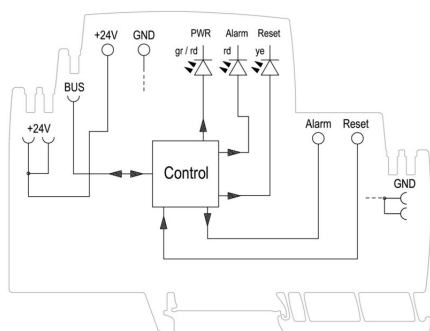 +24V GND PWR Alarm Reset
gr / rd rd ye
BUS
+24V
Alarm Reset
Control
GND